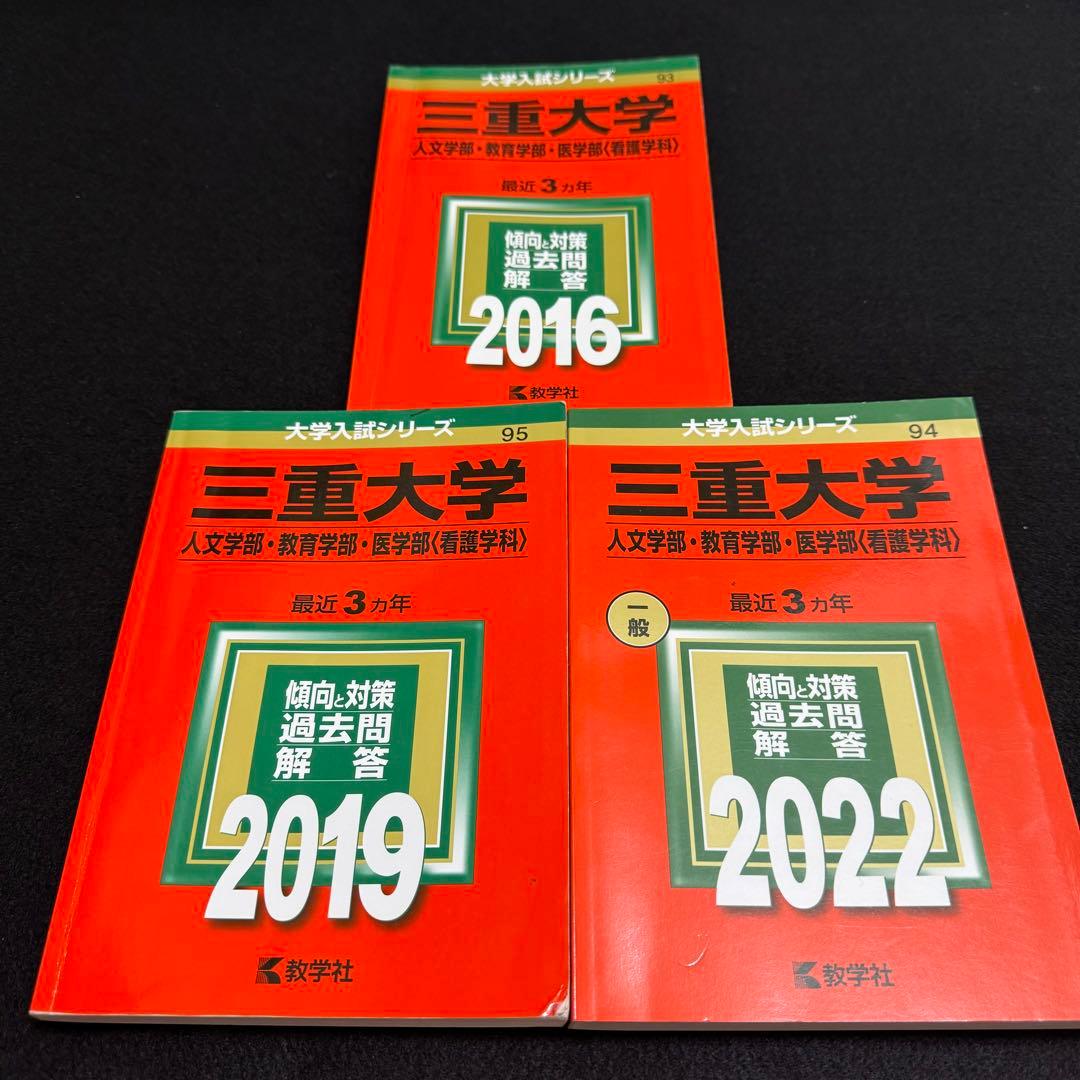 大学入試シリーズ
93
三重大学
人文学部・教育学部・医学部〈看護学科〉
最近3カ年
傾向と対策
過去問
解答
2016
教学社
大学入試シリーズ
95
三重大学
人文学部・教育学部・医学部〈看護学科〉
最近3カ年
傾向と対策
過去問
解答
2019
教学社
大学入試シリーズ
94
三重大学
人文学部・教育学部・医学部〈看護学科〉
一般
最近3カ年
傾向と対策
過去問
解答
2022
教学社